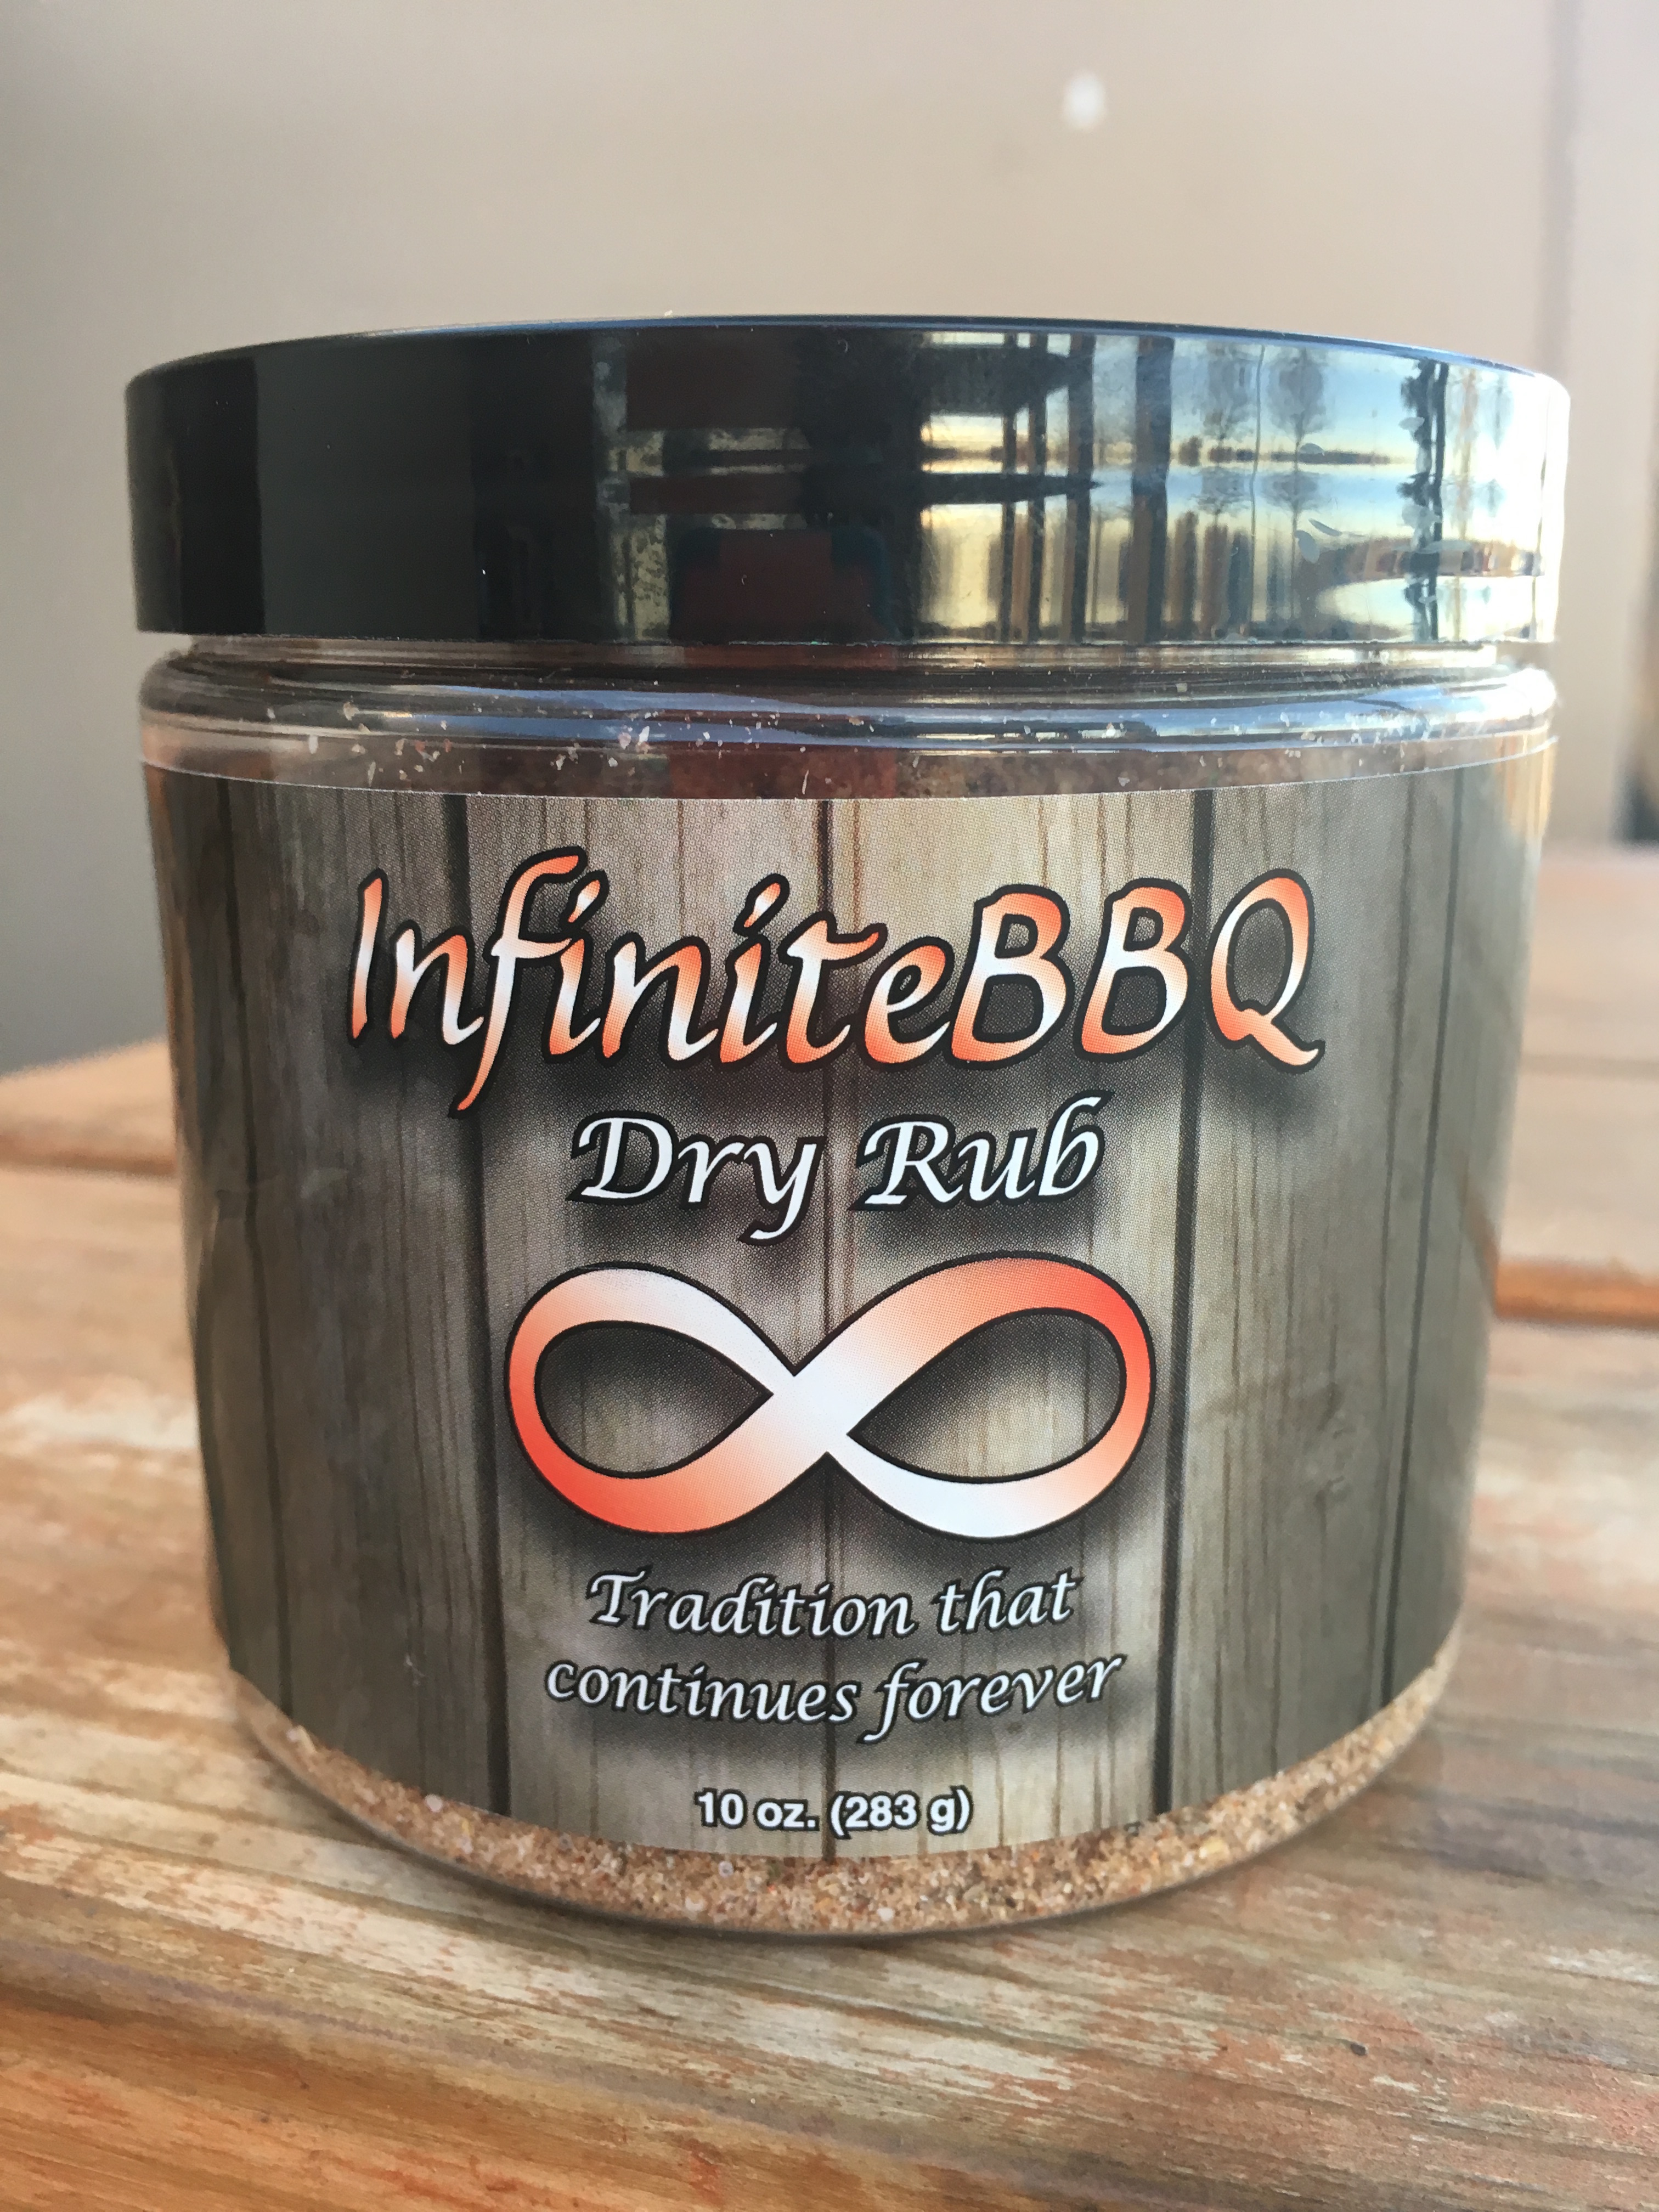 InfiniteBBQ
Dry Rub
Tradition that
continues forever
10 oz. (283 g)